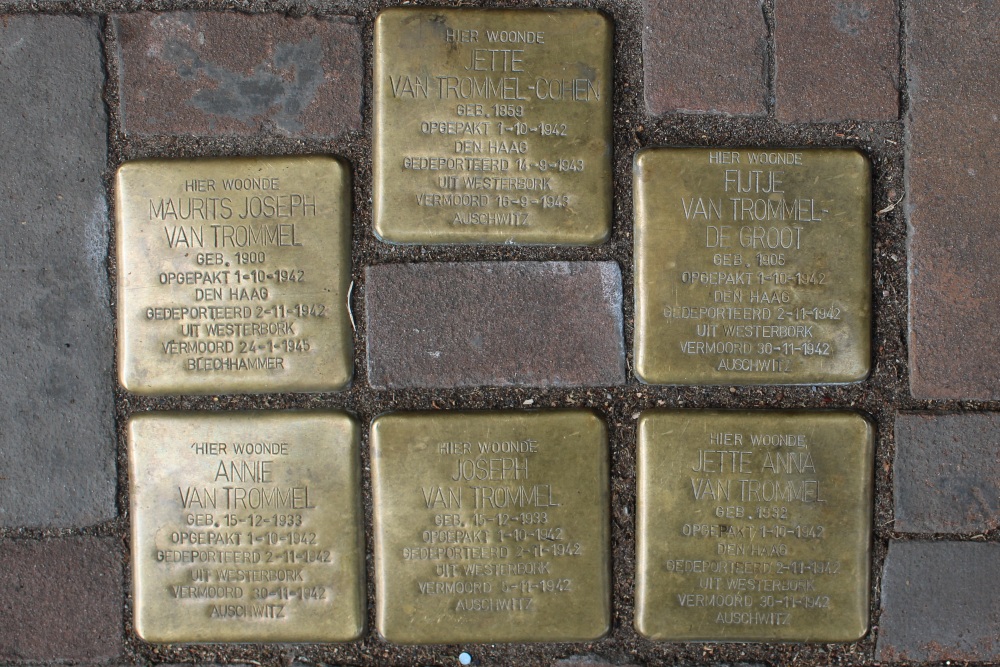 HIER WOONDE
JETTE
VAN TROMMEL-COHEN
GEB. 1859
OPGEPAKT 1-10-1942
DEN HAAG
GEDEPORTEERD 14-9-1943
UIT WESTERBORK
VERMOORD 16-9-1943
AUSCHWITZ
HIER WOONDE
MAURITS JOSEPH
VAN TROMMEL
GEB. 1900
OPGEPAKT 1-10-1942
DEN HAAG
GEDEPORTEERD 2-11-1942
UIT WESTERBORK
VERMOORD 24-1-1945
BLECHHAMMER
HIER WOONDE
FIJTJE
VAN TROMMEL-
DE GROOT
GEB. 1905
OPGEPAKT 1-10-1942
DEN HAAG
GEDEPORTEERD 2-11-1942
UIT WESTERBORK
VERMOORD 30-11-1942
AUSCHWITZ
HIER WOONDE
ANNIE
VAN TROMMEL
GEB. 15-12-1933
OPGEPAKT 1-10-1942
GEDEPORTEERD 2-11-1942
UIT WESTERBORK
VERMOORD 30-11-1942
AUSCHWITZ
HIER WOONDE
JOSEPH
VAN TROMMEL
GEB. 15-12-1933
OPGEPAKT 1-10-1942
GEDEPORTEERD 2-11-1942
UIT WESTERBORK
VERMOORD
AUSCHWITZ
HIER WOONDE
JETTE ANNA
VAN TROMMEL
GEB. 1932
OPGEPAKT 1-10-1942
DEN HAAG
GEDEPORTEERD 2-11-1942
UIT WESTERBORK
VERMOORD 30-11-1942
AUSCHWITZ